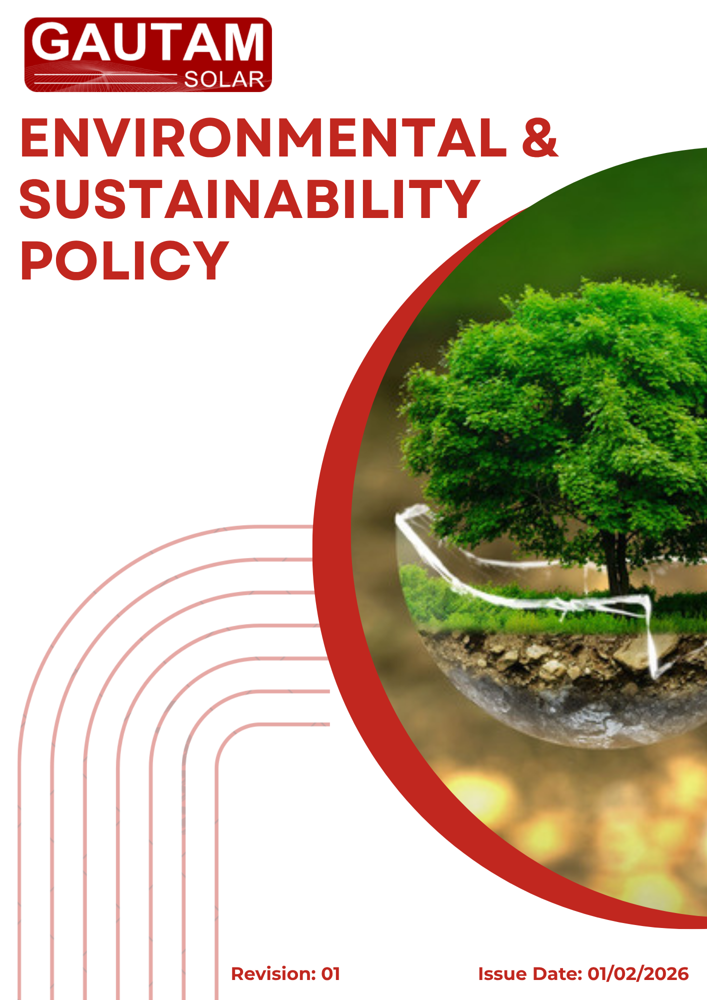 GAUTAM
SOLAR
ENVIRONMENTAL &
SUSTAINABILITY
POLICY
Revision: 01
Issue Date: 01/02/2026